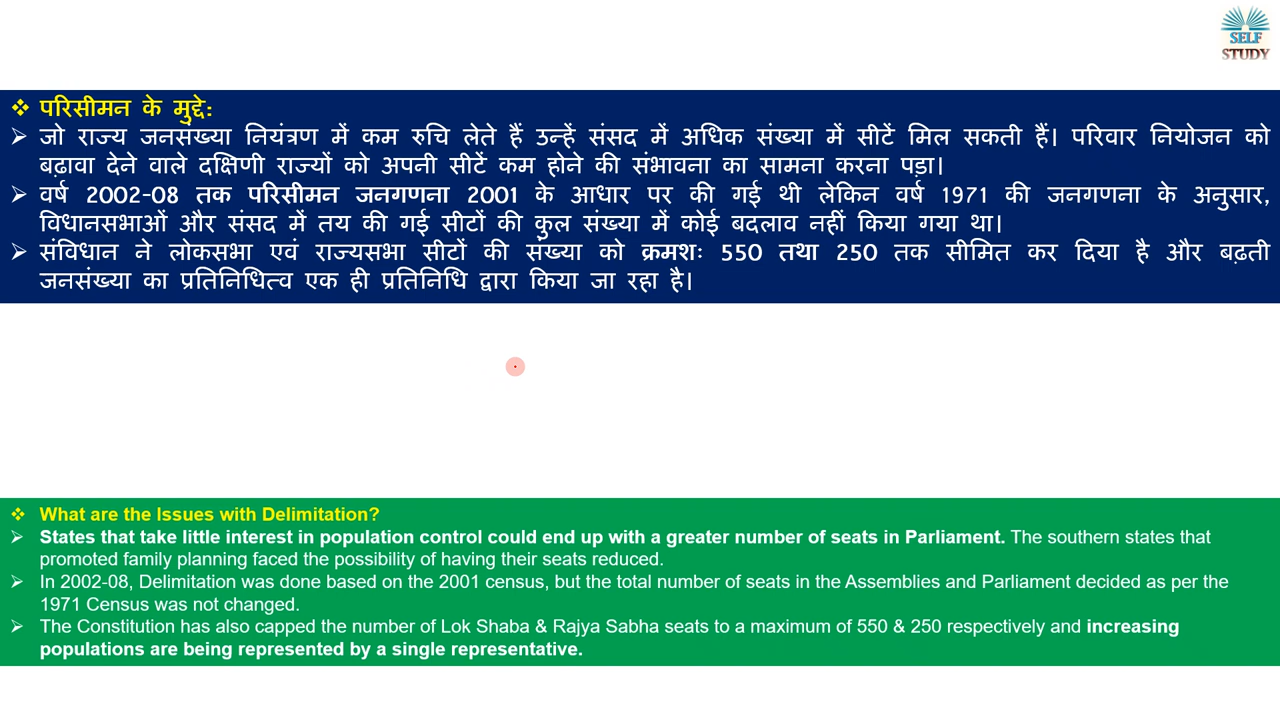 SELF
STUDY
❖ परिसीमन के मुद्दे:
➢ जो राज्य जनसंख्या नियंत्रण में कम रुचि लेते हैं उन्हें संसद में अधिक संख्या में सीटें मिल सकती हैं। परिवार नियोजन को
बढ़ावा देने वाले दक्षिणी राज्यों को अपनी सीटें कम होने की संभावना का सामना करना पड़ा।
➢ वर्ष 2002-08 तक परिसीमन जनगणना 2001 के आधार पर की गई थी लेकिन वर्ष 1971 की जनगणना के अनुसार,
विधानसभाओं और संसद में तय की गई सीटों की कुल संख्या में कोई बदलाव नहीं किया गया था।
➢ संविधान ने लोकसभा एवं राज्यसभा सीटों की संख्या को क्रमशः 550 तथा 250 तक सीमित कर दिया है और बढ़ती
जनसंख्या का प्रतिनिधित्व एक ही प्रतिनिधि द्वारा किया जा रहा है।
❖ What are the Issues with Delimitation?
➢ States that take little interest in population control could end up with a greater number of seats in Parliament. The southern states that
promoted family planning faced the possibility of having their seats reduced.
➢ In 2002-08, Delimitation was done based on the 2001 census, but the total number of seats in the Assemblies and Parliament decided as per the
1971 Census was not changed.
➢ The Constitution has also capped the number of Lok Shaba & Rajya Sabha seats to a maximum of 550 & 250 respectively and increasing
populations are being represented by a single representative.